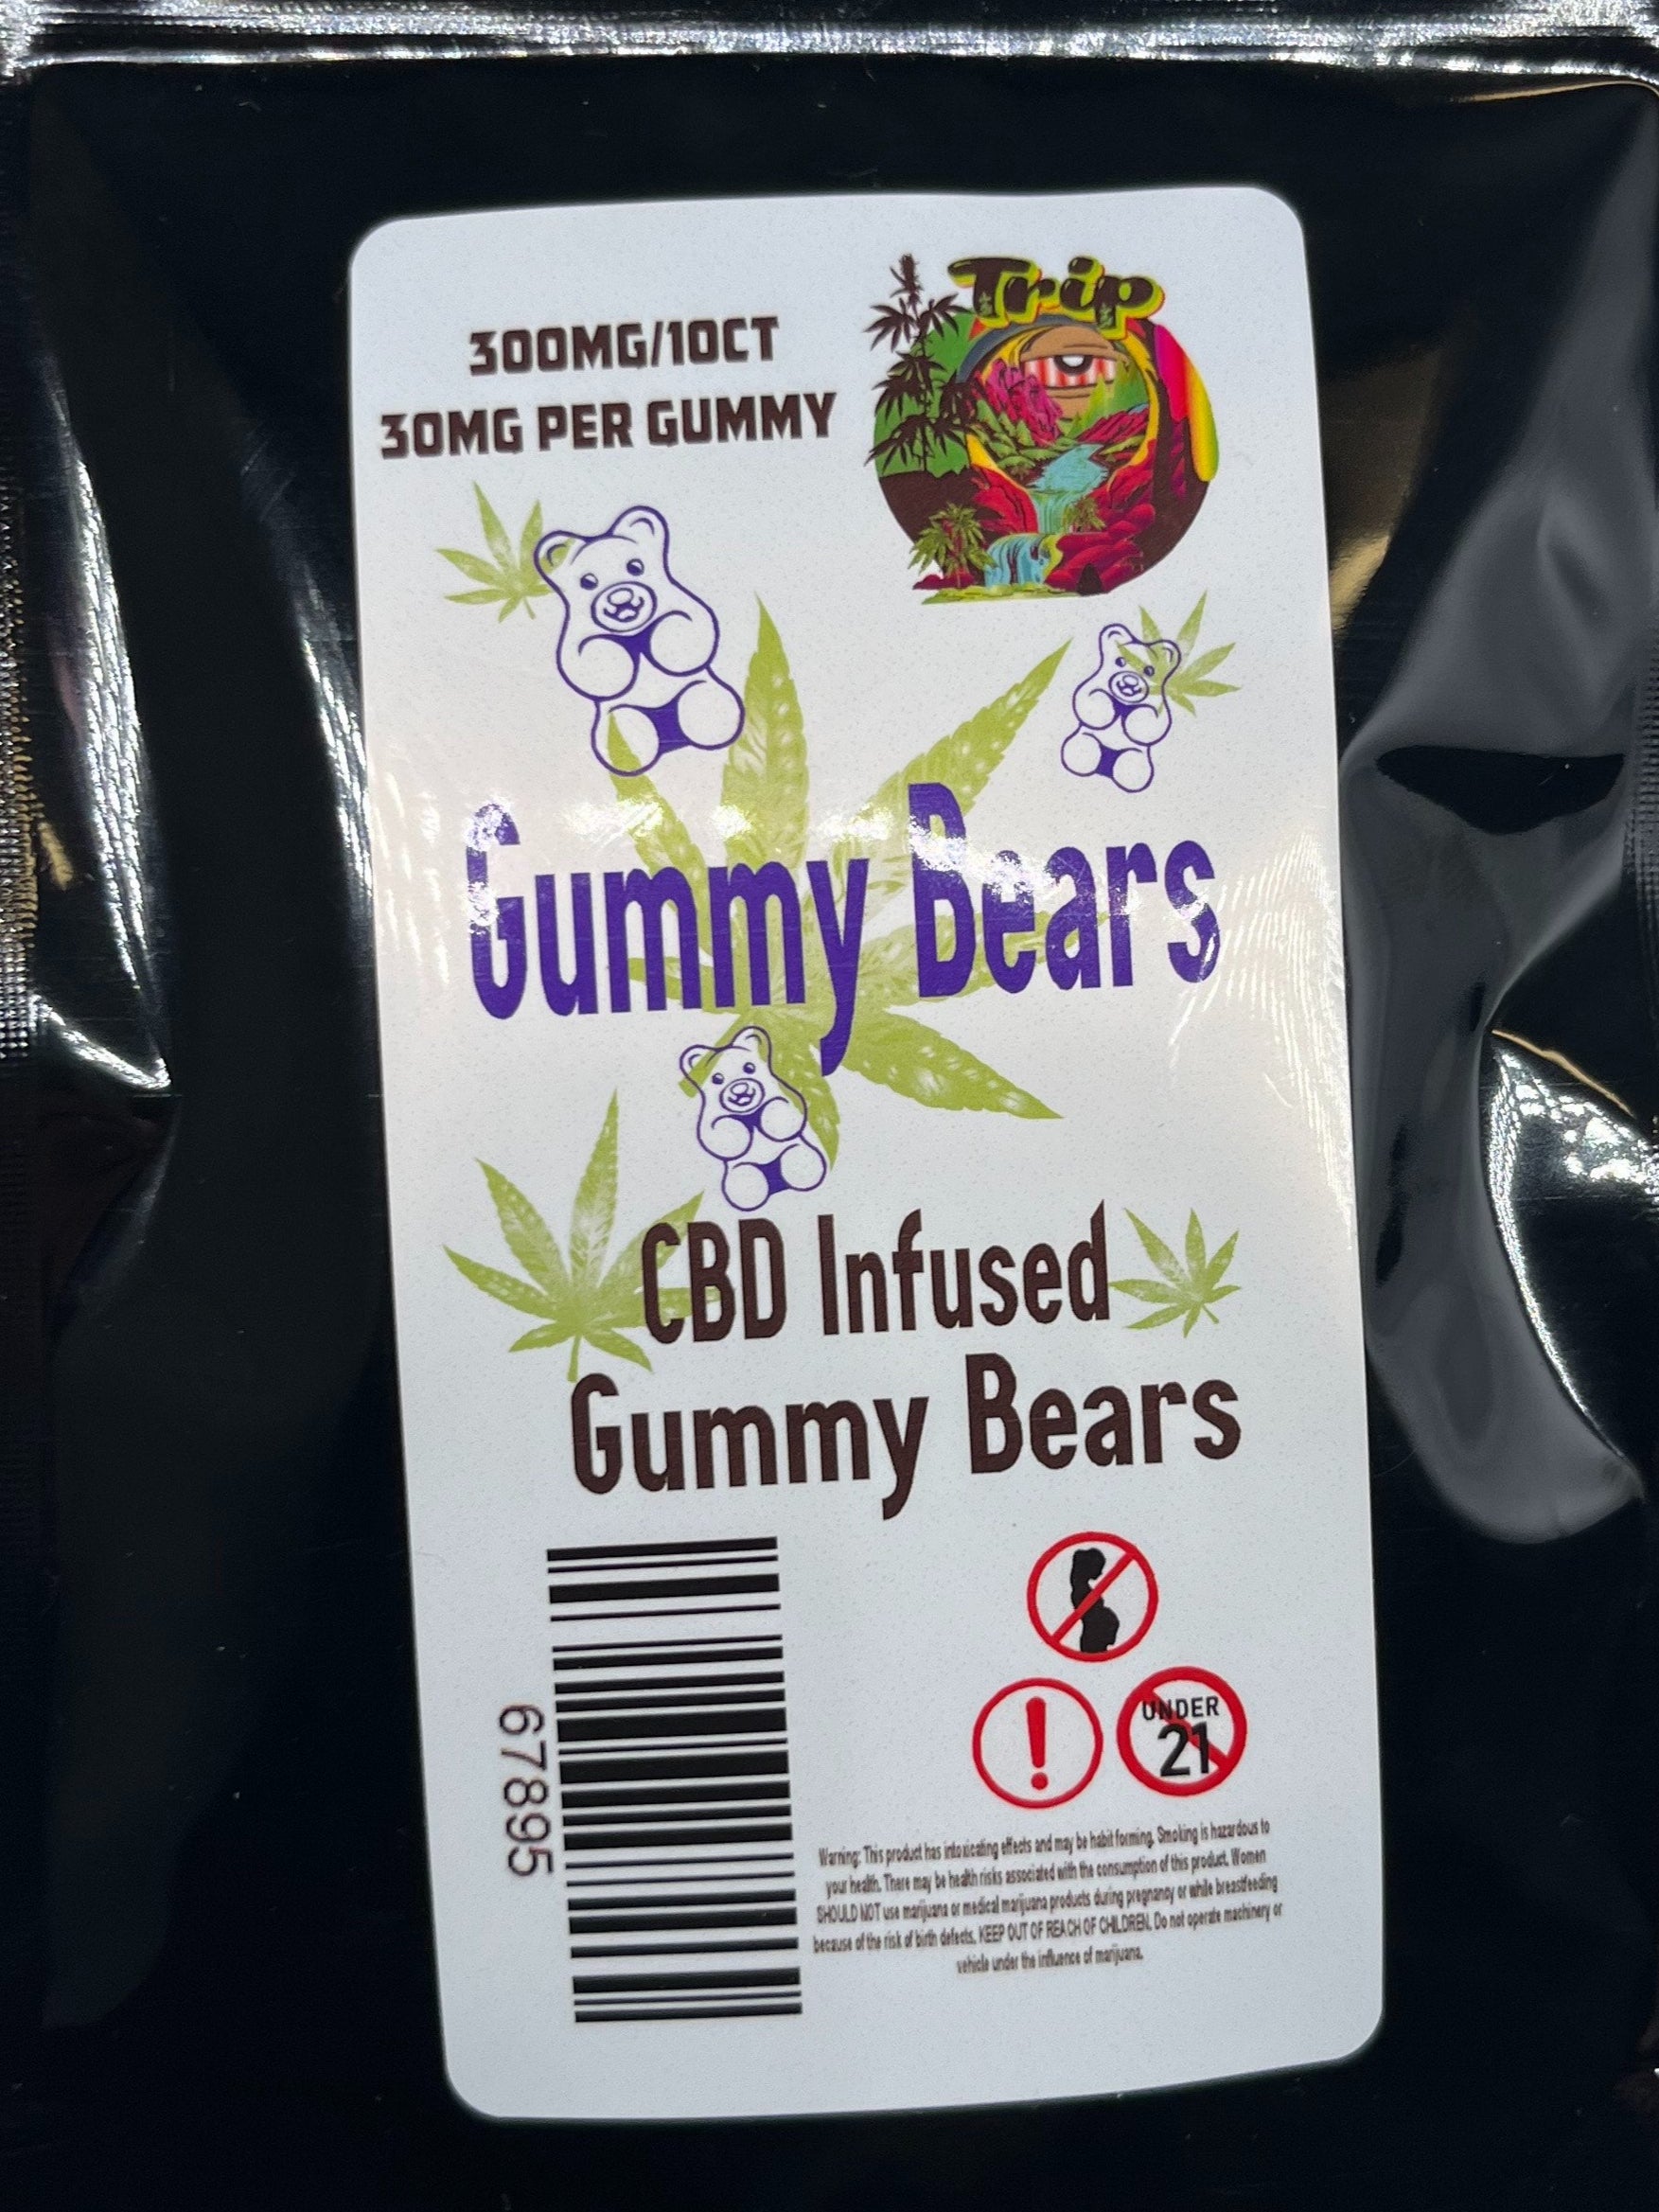 Trip
300MG/10CT
30MG PER GUMMY
Gummy Bears
CBD Infused
Gummy Bears
67895
UNDER
21
Warning: This product has intoxicating effects and may be habit forming. Smoking is hazardous to
your health. There may be health risks associated with the consumption of this product. Women
SHOULD NOT use marijuana or medical marijuana products during pregnancy or while breastfeeding
because of the risk of birth defects. KEEP OUT OF REACH OF CHILDREN. Do not operate machinery or
vehicle under the influence of marijuana.